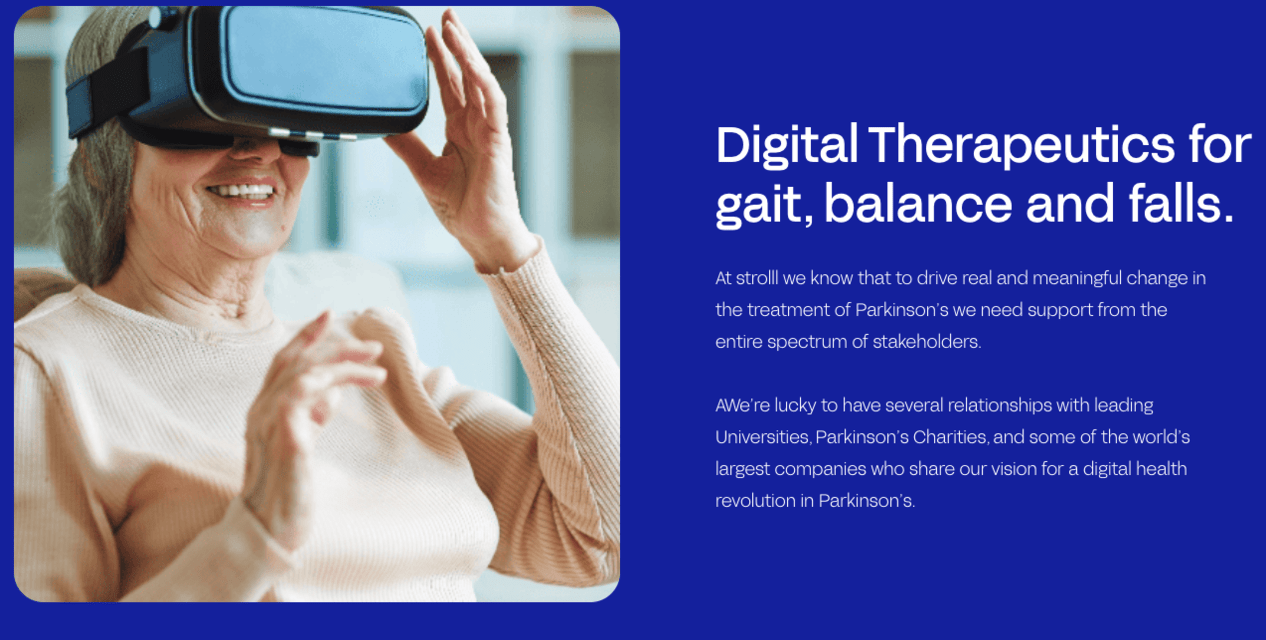 Digital Therapeutics for
gait, balance and falls.
At strolll we know that to drive real and meaningful change in
the treatment of Parkinson's we need support from the
entire spectrum of stakeholders.
AWe're lucky to have several relationships with leading
Universities, Parkinson's Charities, and some of the world's
largest companies who share our vision for a digital health
revolution in Parkinson's.